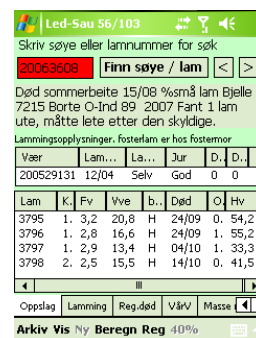 Led-Sau 56/103
Skriv søye eller lamnummer for søk
20063608 Finn søye / lam < >
Død sommerbeite 15/08 %små lam Bjelle
7215 Borte O-Ind 89 2007 Fant 1 lam
ute, måtte lete etter den skyldige.
Lammingsopplysninger. fosterlam er hos fostermor
Vær Lam... La... Jur D.. D..
200529131 12/04 Selv God 0 0
Lam K. Fv Vve b.. Død O. Hv
3795 1. 3,2 20,8 H 24/09 0. 54,2
3796 1. 2,8 16,6 H 24/09 1. 55,2
3797 1. 2,9 13,4 H 04/10 1. 33,3
3798 2. 2,5 15,5 H 14/10 0. 41,5
Oppslag Lamming Reg.død VårV Masse
Arkiv Vis Ny Beregn Reg 40%